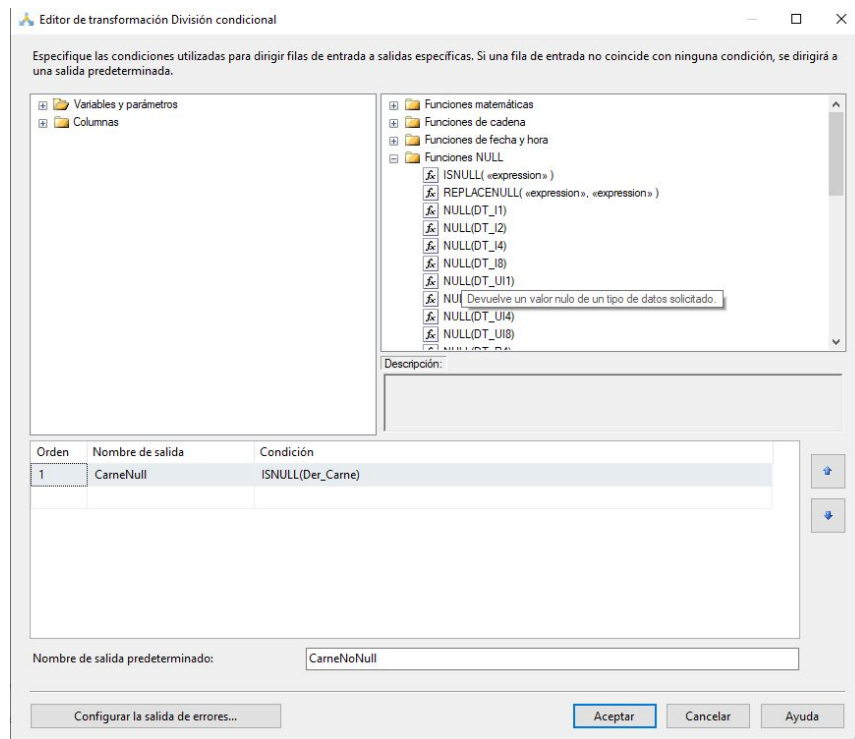 Editor de transformación División condicional
Especifique las condiciones utilizadas para dirigir filas de entrada a salidas específicas. Si una fila de entrada no coincide con ninguna condición, se dirigirá a
una salida predeterminada.
Variables y parámetros
Columnas
Funciones matemáticas
Funciones de cadena
Funciones de fecha y hora
Funciones NULL
ISNULL( «expression» )
REPLACENULL( «expression», «expression» )
NULL(DT_I1)
NULL(DT_I2)
NULL(DT_I4)
NULL(DT_I8)
NULL(DT_UI1)
Devuelve un valor nulo de un tipo de datos solicitado.
NULL(DT_UI4)
NULL(DT_UI8)
Descripción:
Orden Nombre de salida Condición
1 CarneNull ISNULL(Der_Carne)
Nombre de salida predeterminado: CarneNoNull
Configurar la salida de errores... Aceptar Cancelar Ayuda